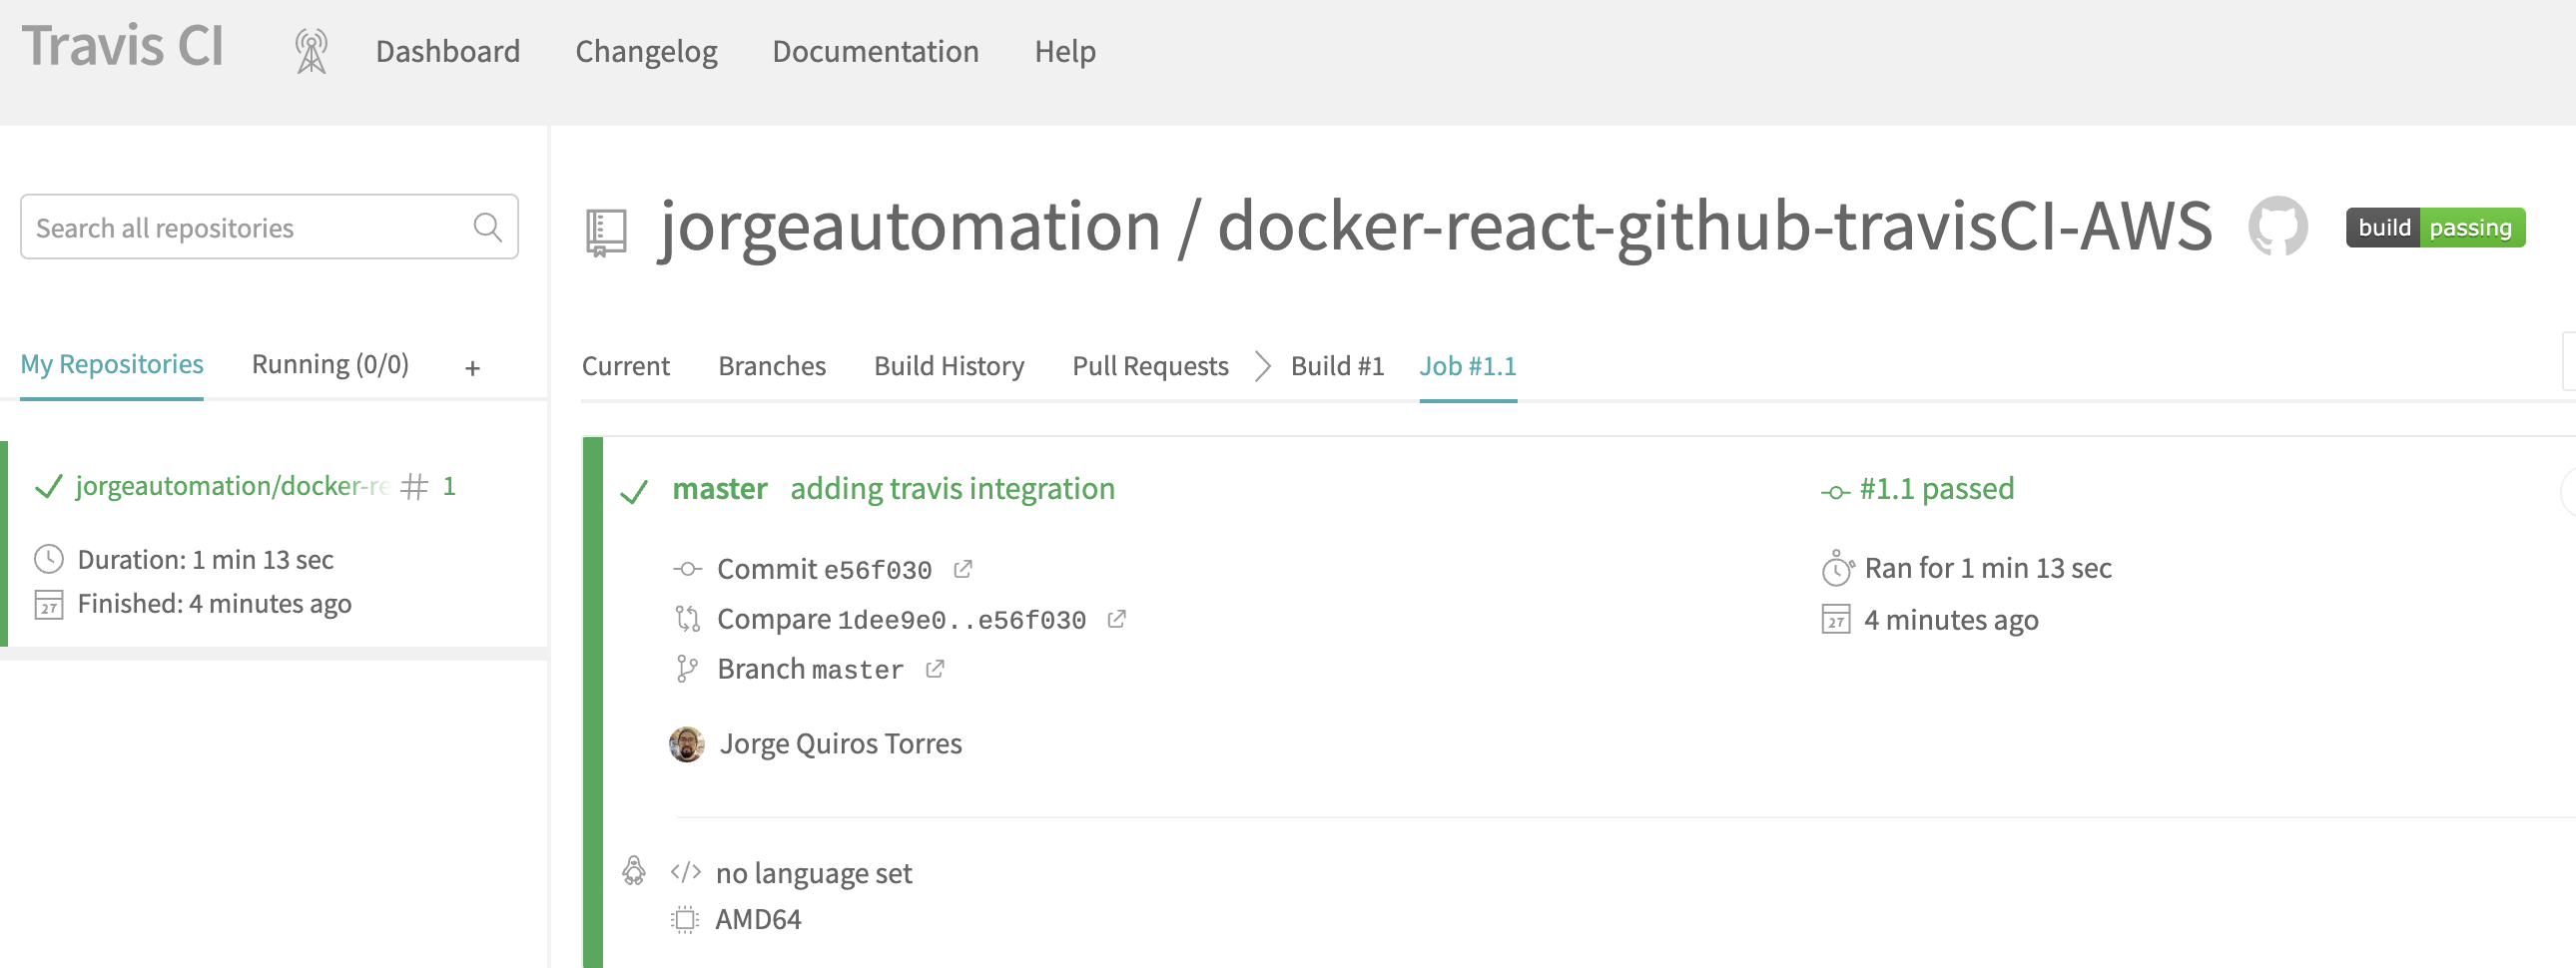 Travis CI Dashboard Changelog Documentation Help
Search all repositories
My Repositories Running (0/0) +
jorgeautomation/docker-re # 1
Duration: 1 min 13 sec
27 Finished: 4 minutes ago
jorgeautomation / docker-react-github-travisCI-AWS build passing
Current Branches Build History Pull Requests Build #1 Job #1.1
master adding travis integration
Commit e56f030
Compare 1dee9e0..e56f030
Branch master
Jorge Quiros Torres
#1.1 passed
Ran for 1 min 13 sec
27 4 minutes ago
</> no language set
AMD64